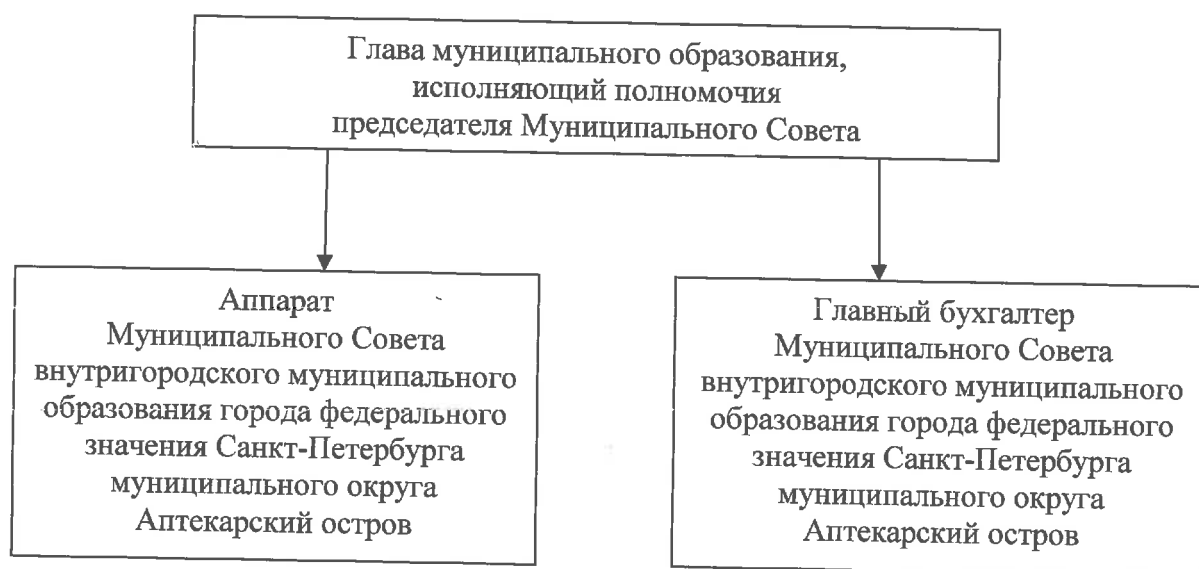 Глава муниципального образования,
исполняющий полномочия
председателя Муниципального Совета
Аппарат
Муниципального Совета
внутригородского муниципального
образования города федерального
значения Санкт-Петербурга
муниципального округа
Аптекарский остров
Главный бухгалтер
Муниципального Совета
внутригородского муниципального
образования города федерального
значения Санкт-Петербурга
муниципального округа
Аптекарский остров